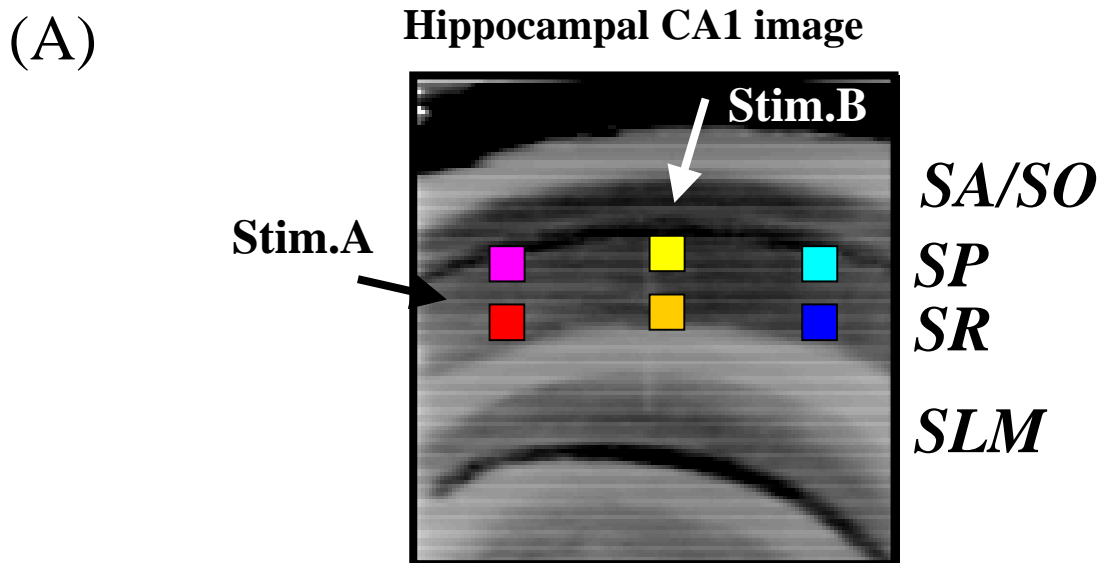 (A)
Hippocampal CA1 image
Stim.B
SA/SO
Stim.A
SP
SR
SLM